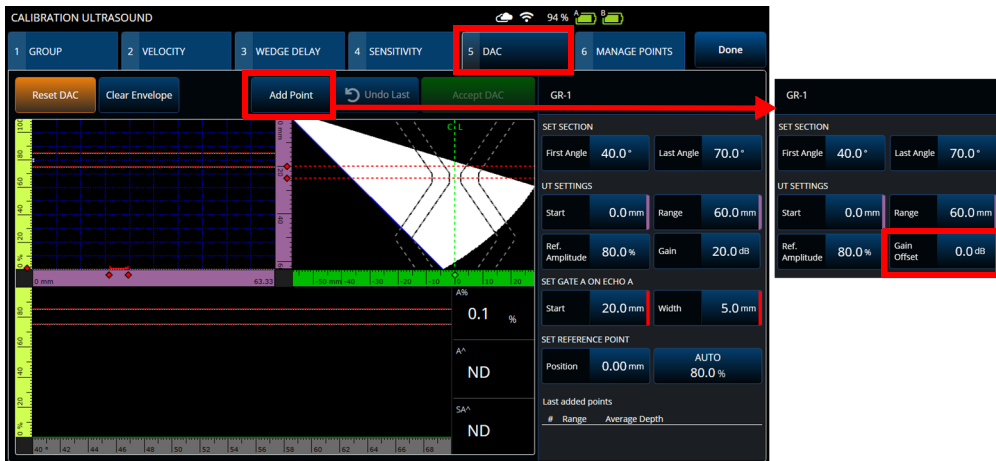 CALIBRATION ULTRASOUND
94 %
A
B
1 GROUP
2 VELOCITY
3 WEDGE DELAY
4 SENSITIVITY
5 DAC
6 MANAGE POINTS
Done
Reset DAC
Clear Envelope
Add Point
Undo Last
Accept DAC
GR-1
100
80
60
40
20
0 %
0 mm
63.33
0 mm
20
40
C L
-50 mm -40 -30 -20 -10 0 10 20
80
60
40
20
0 %
40 ° 42 44 46 48 50 52 54 56 58 60 62 64 66 68
A%
0.1 %
A^
ND
SA^
ND
SET SECTION
First Angle 40.0 ° Last Angle 70.0 °
UT SETTINGS
Start 0.0 mm Range 60.0 mm
Ref. Amplitude 80.0 % Gain 20.0 dB
SET GATE A ON ECHO A
Start 20.0 mm Width 5.0 mm
SET REFERENCE POINT
Position 0.00 mm AUTO 80.0 %
Last added points
# Range Average Depth
GR-1
SET SECTION
First Angle 40.0 ° Last Angle 70.0 °
UT SETTINGS
Start 0.0 mm Range 60.0 mm
Ref. Amplitude 80.0 % Gain Offset 0.0 dB